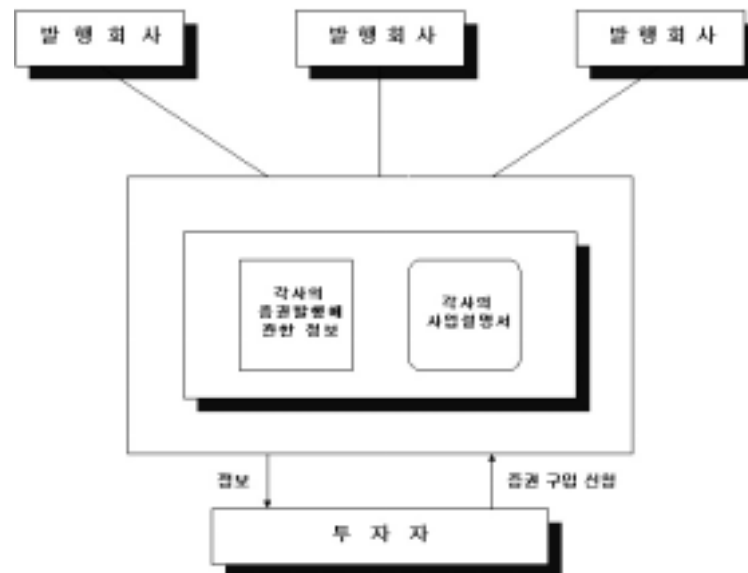 발 행 회 사
발 행 회 사
발 행 회 사
각사의
증권발행에
관한 정보
각사의
사업설명서
정보
증권 구입 신청
투 자 자